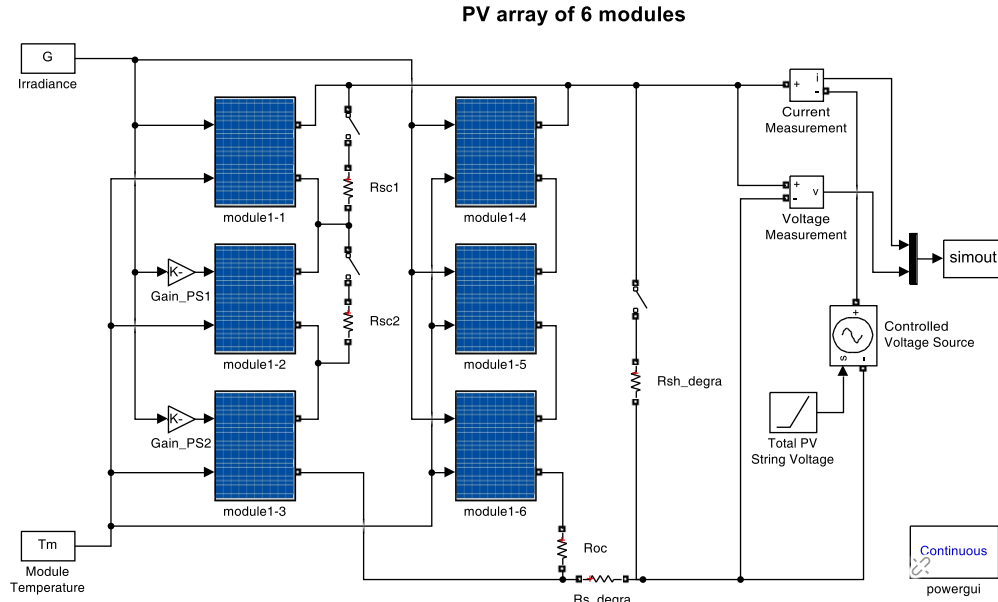 PV array of 6 modules
G
Irradiance
module1-1
Rsc1
module1-4
i
+
-
Current
Measurement
+
-
v
Voltage
Measurement
K-
Gain_PS1
module1-2
Rsc2
module1-5
simout
+
s
-
Controlled
Voltage Source
Rsh_degra
K-
Gain_PS2
module1-3
module1-6
Total PV
String Voltage
Tm
Module
Temperature
Roc
Rs_degra
Continuous
powergui